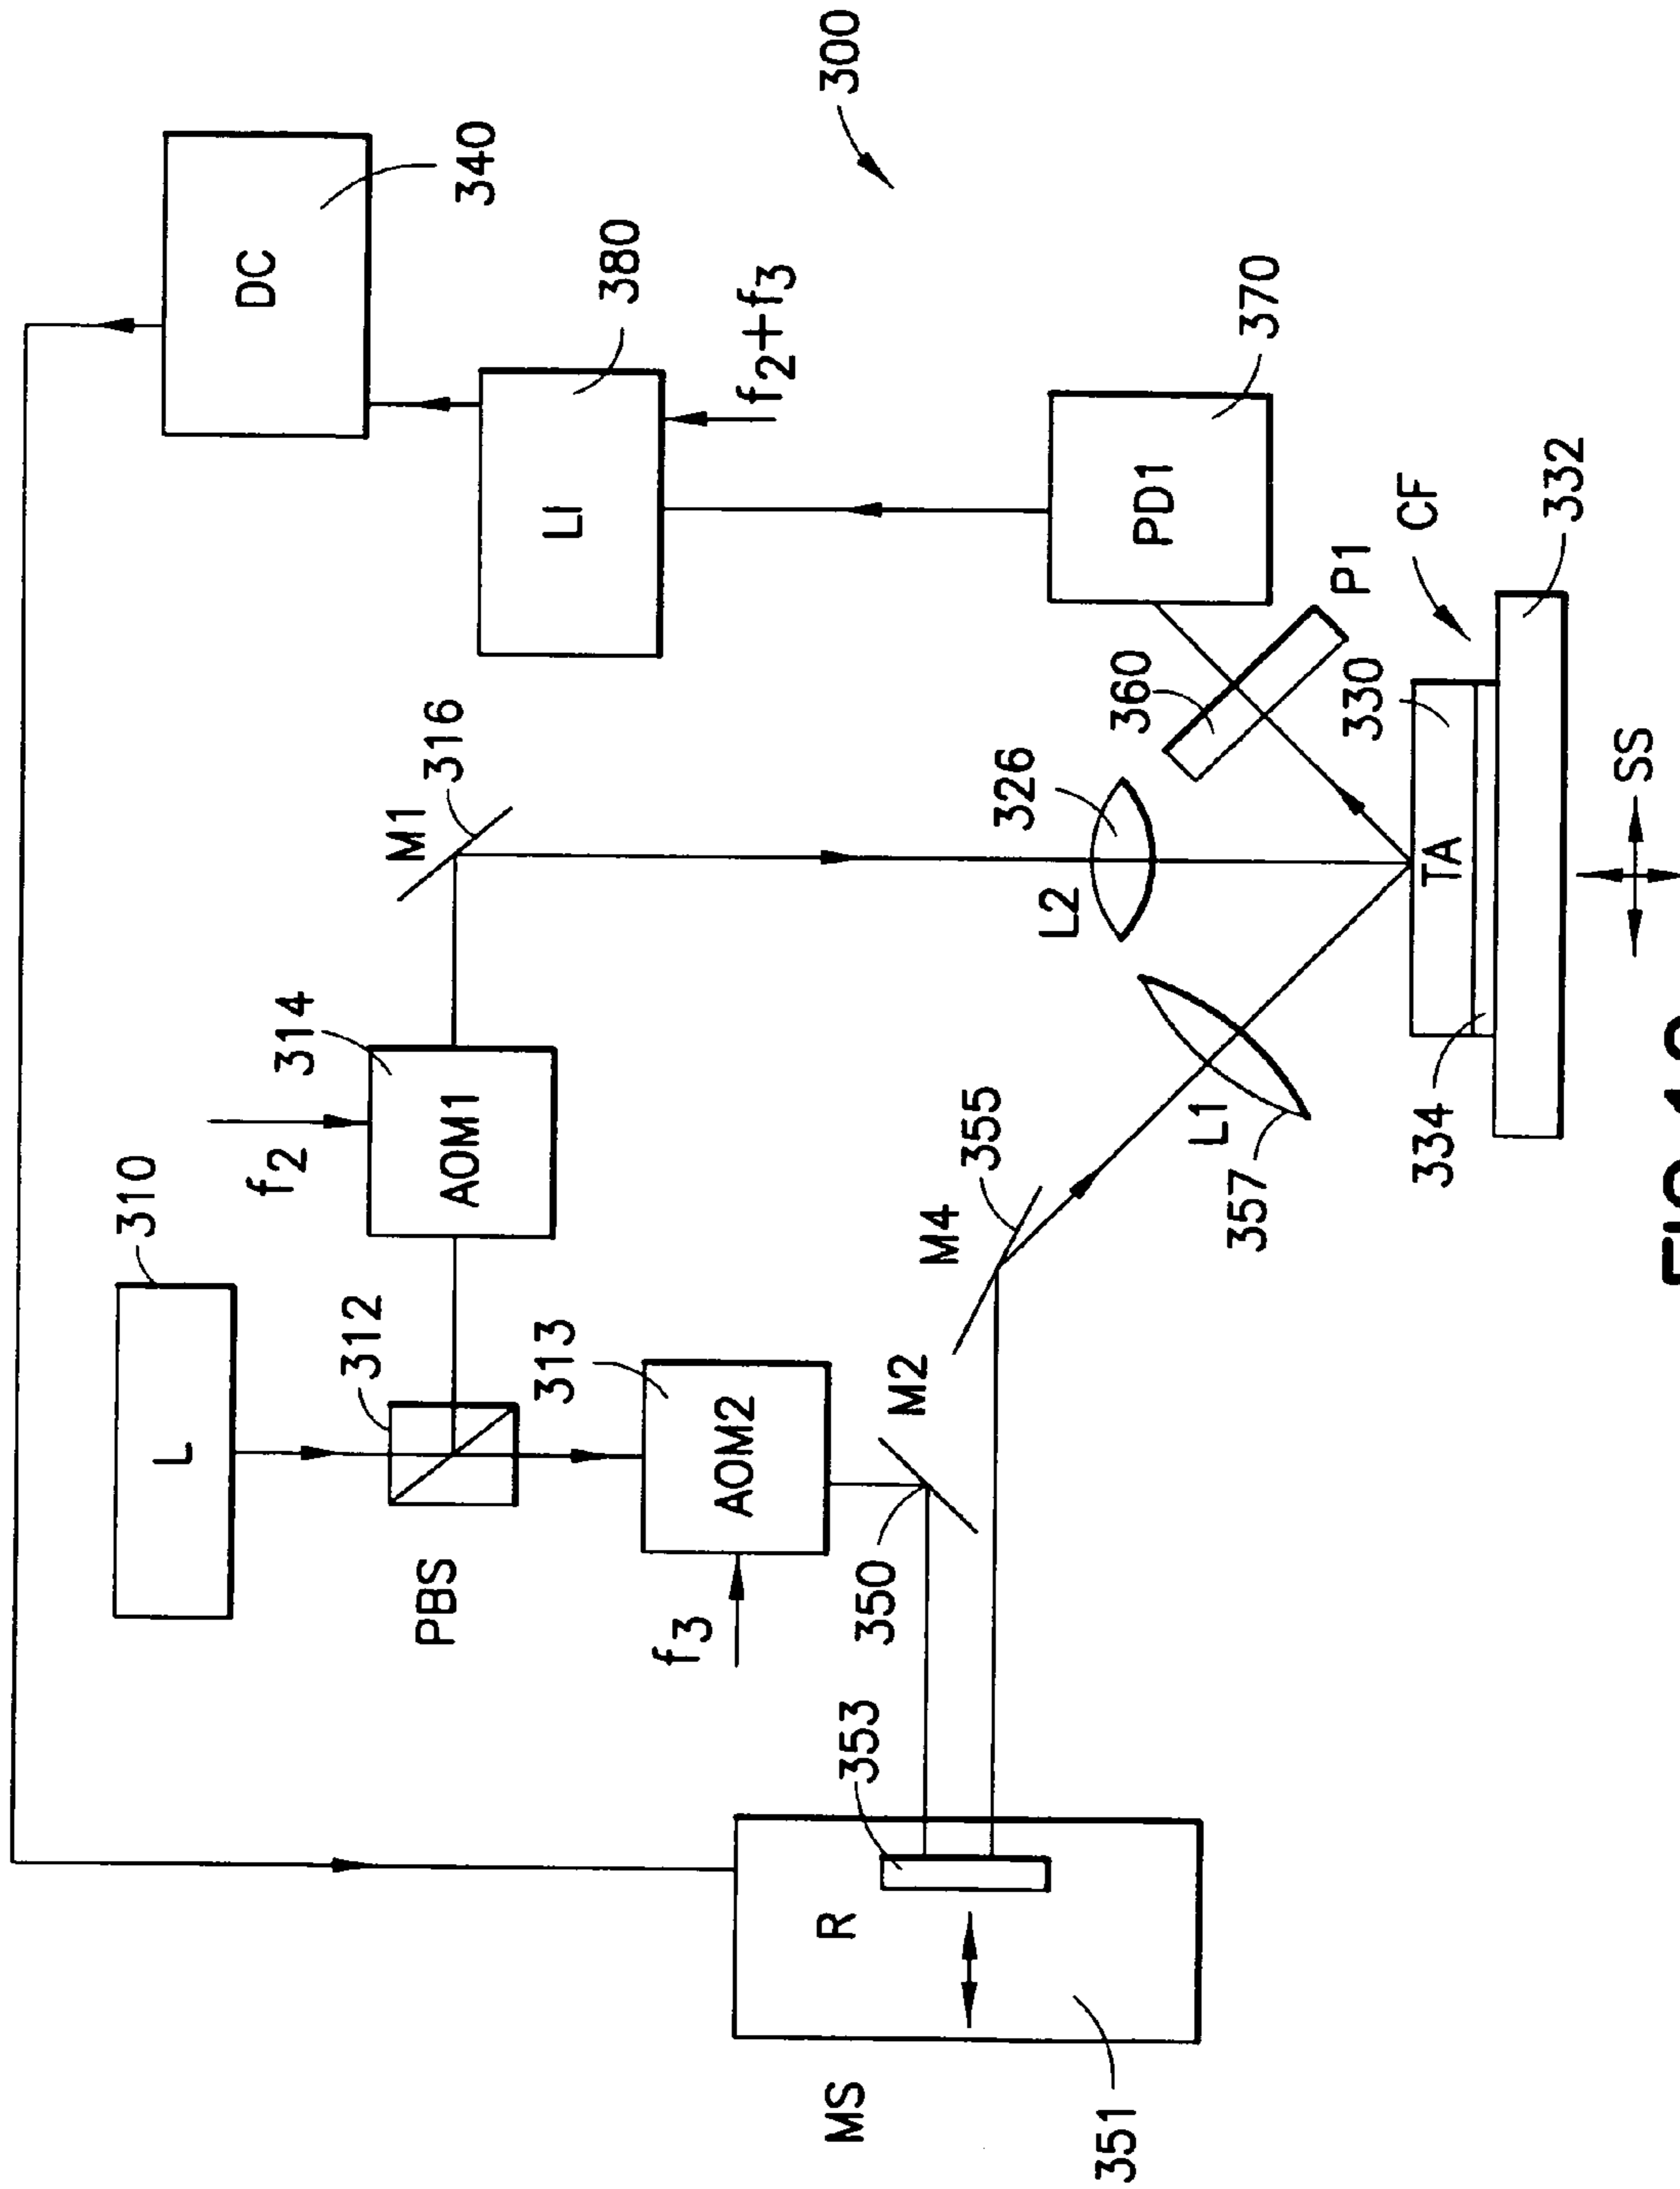 310
L
f2
DC
314
312
PBS
M1
316
AOM1
340
313
LI
380
f3
AOM2
f2+f3
MS
R
300
353
350
M2
M4
355
L2
326
351
360
PD1
357
L1
370
P1
330
CF
334
TA
332
SS